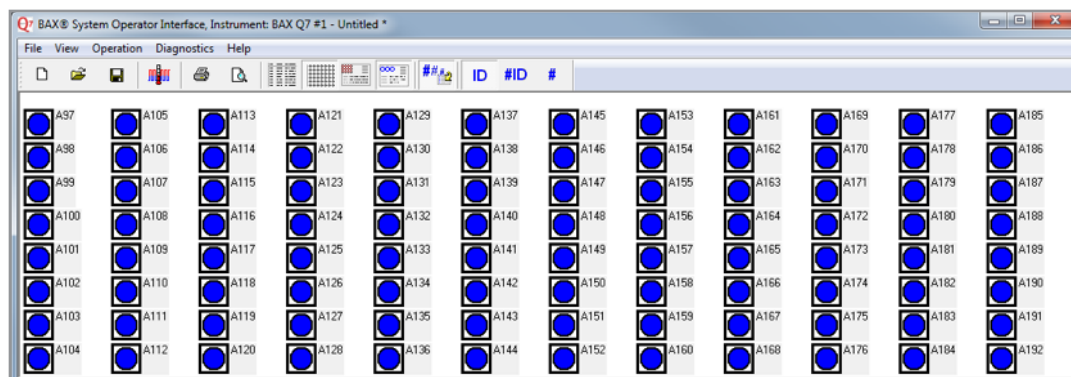 Q7 BAX® System Operator Interface, Instrument: BAX Q7 #1 - Untitled *
File View Operation Diagnostics Help
##₄₂ ID #ID #
A97 A105 A113 A121 A129 A137 A145 A153 A161 A169 A177 A185
A98 A106 A114 A122 A130 A138 A146 A154 A162 A170 A178 A186
A99 A107 A115 A123 A131 A139 A147 A155 A163 A171 A179 A187
A100 A108 A116 A124 A132 A140 A148 A156 A164 A172 A180 A188
A101 A109 A117 A125 A133 A141 A149 A157 A165 A173 A181 A189
A102 A110 A118 A126 A134 A142 A150 A158 A166 A174 A182 A190
A103 A111 A119 A127 A135 A143 A151 A159 A167 A175 A183 A191
A104 A112 A120 A128 A136 A144 A152 A160 A168 A176 A184 A192